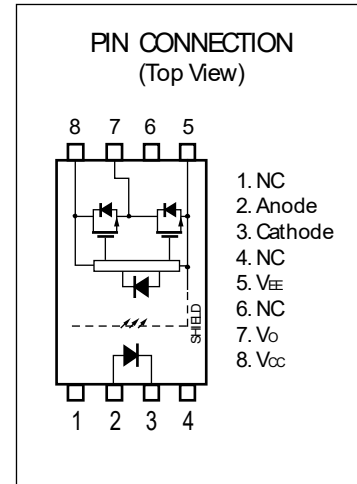 PIN CONNECTION
(Top View)
8 7 6 5
1. NC
2. Anode
3. Cathode
4. NC
5. VEE
6. NC
7. VO
8. VCC
SHIELD
1 2 3 4